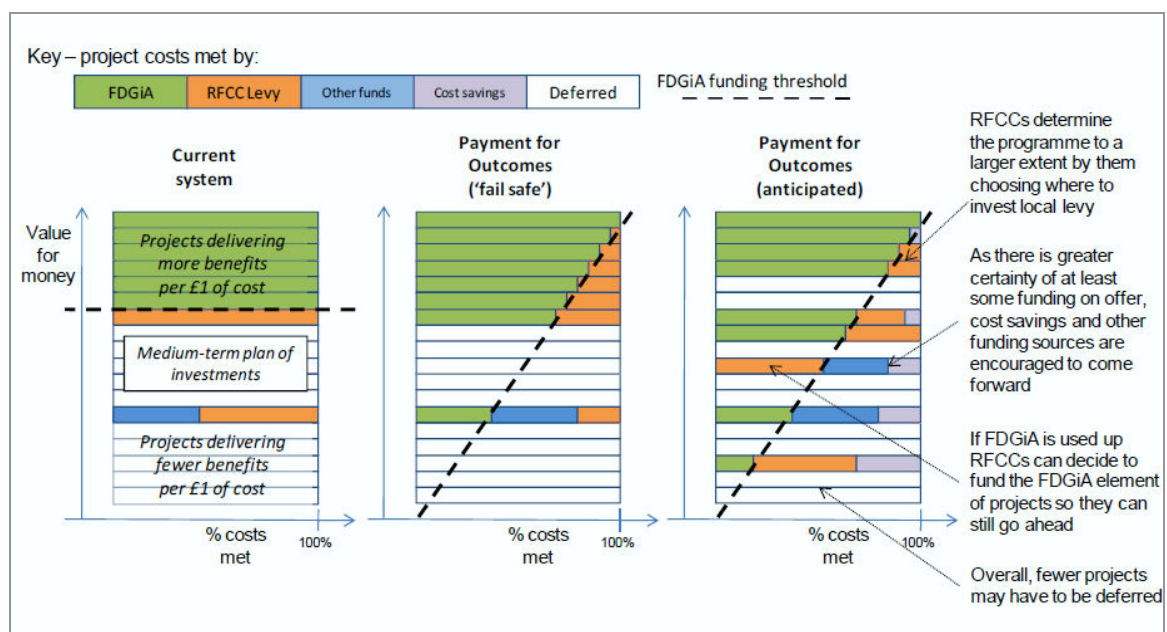 Key – project costs met by:
FDGiA
RFCC Levy
Other funds
Cost savings
Deferred
FDGiA funding threshold
Current
system
Value
for
money
Projects delivering
more benefits
per £1 of cost
Medium-term plan of
investments
Projects delivering
fewer benefits
per £1 of cost
% costs
met
100%
Payment for
Outcomes
('fail safe')
% costs
met
100%
Payment for
Outcomes
(anticipated)
% costs
met
100%
RFCCs determine
the programme to a
larger extent by them
choosing where to
invest local levy
As there is greater
certainty of at least
some funding on offer,
cost savings and other
funding sources are
encouraged to come
forward
If FDGiA is used up
RFCCs can decide to
fund the FDGiA element
of projects so they can
still go ahead
Overall, fewer projects
may have to be deferred